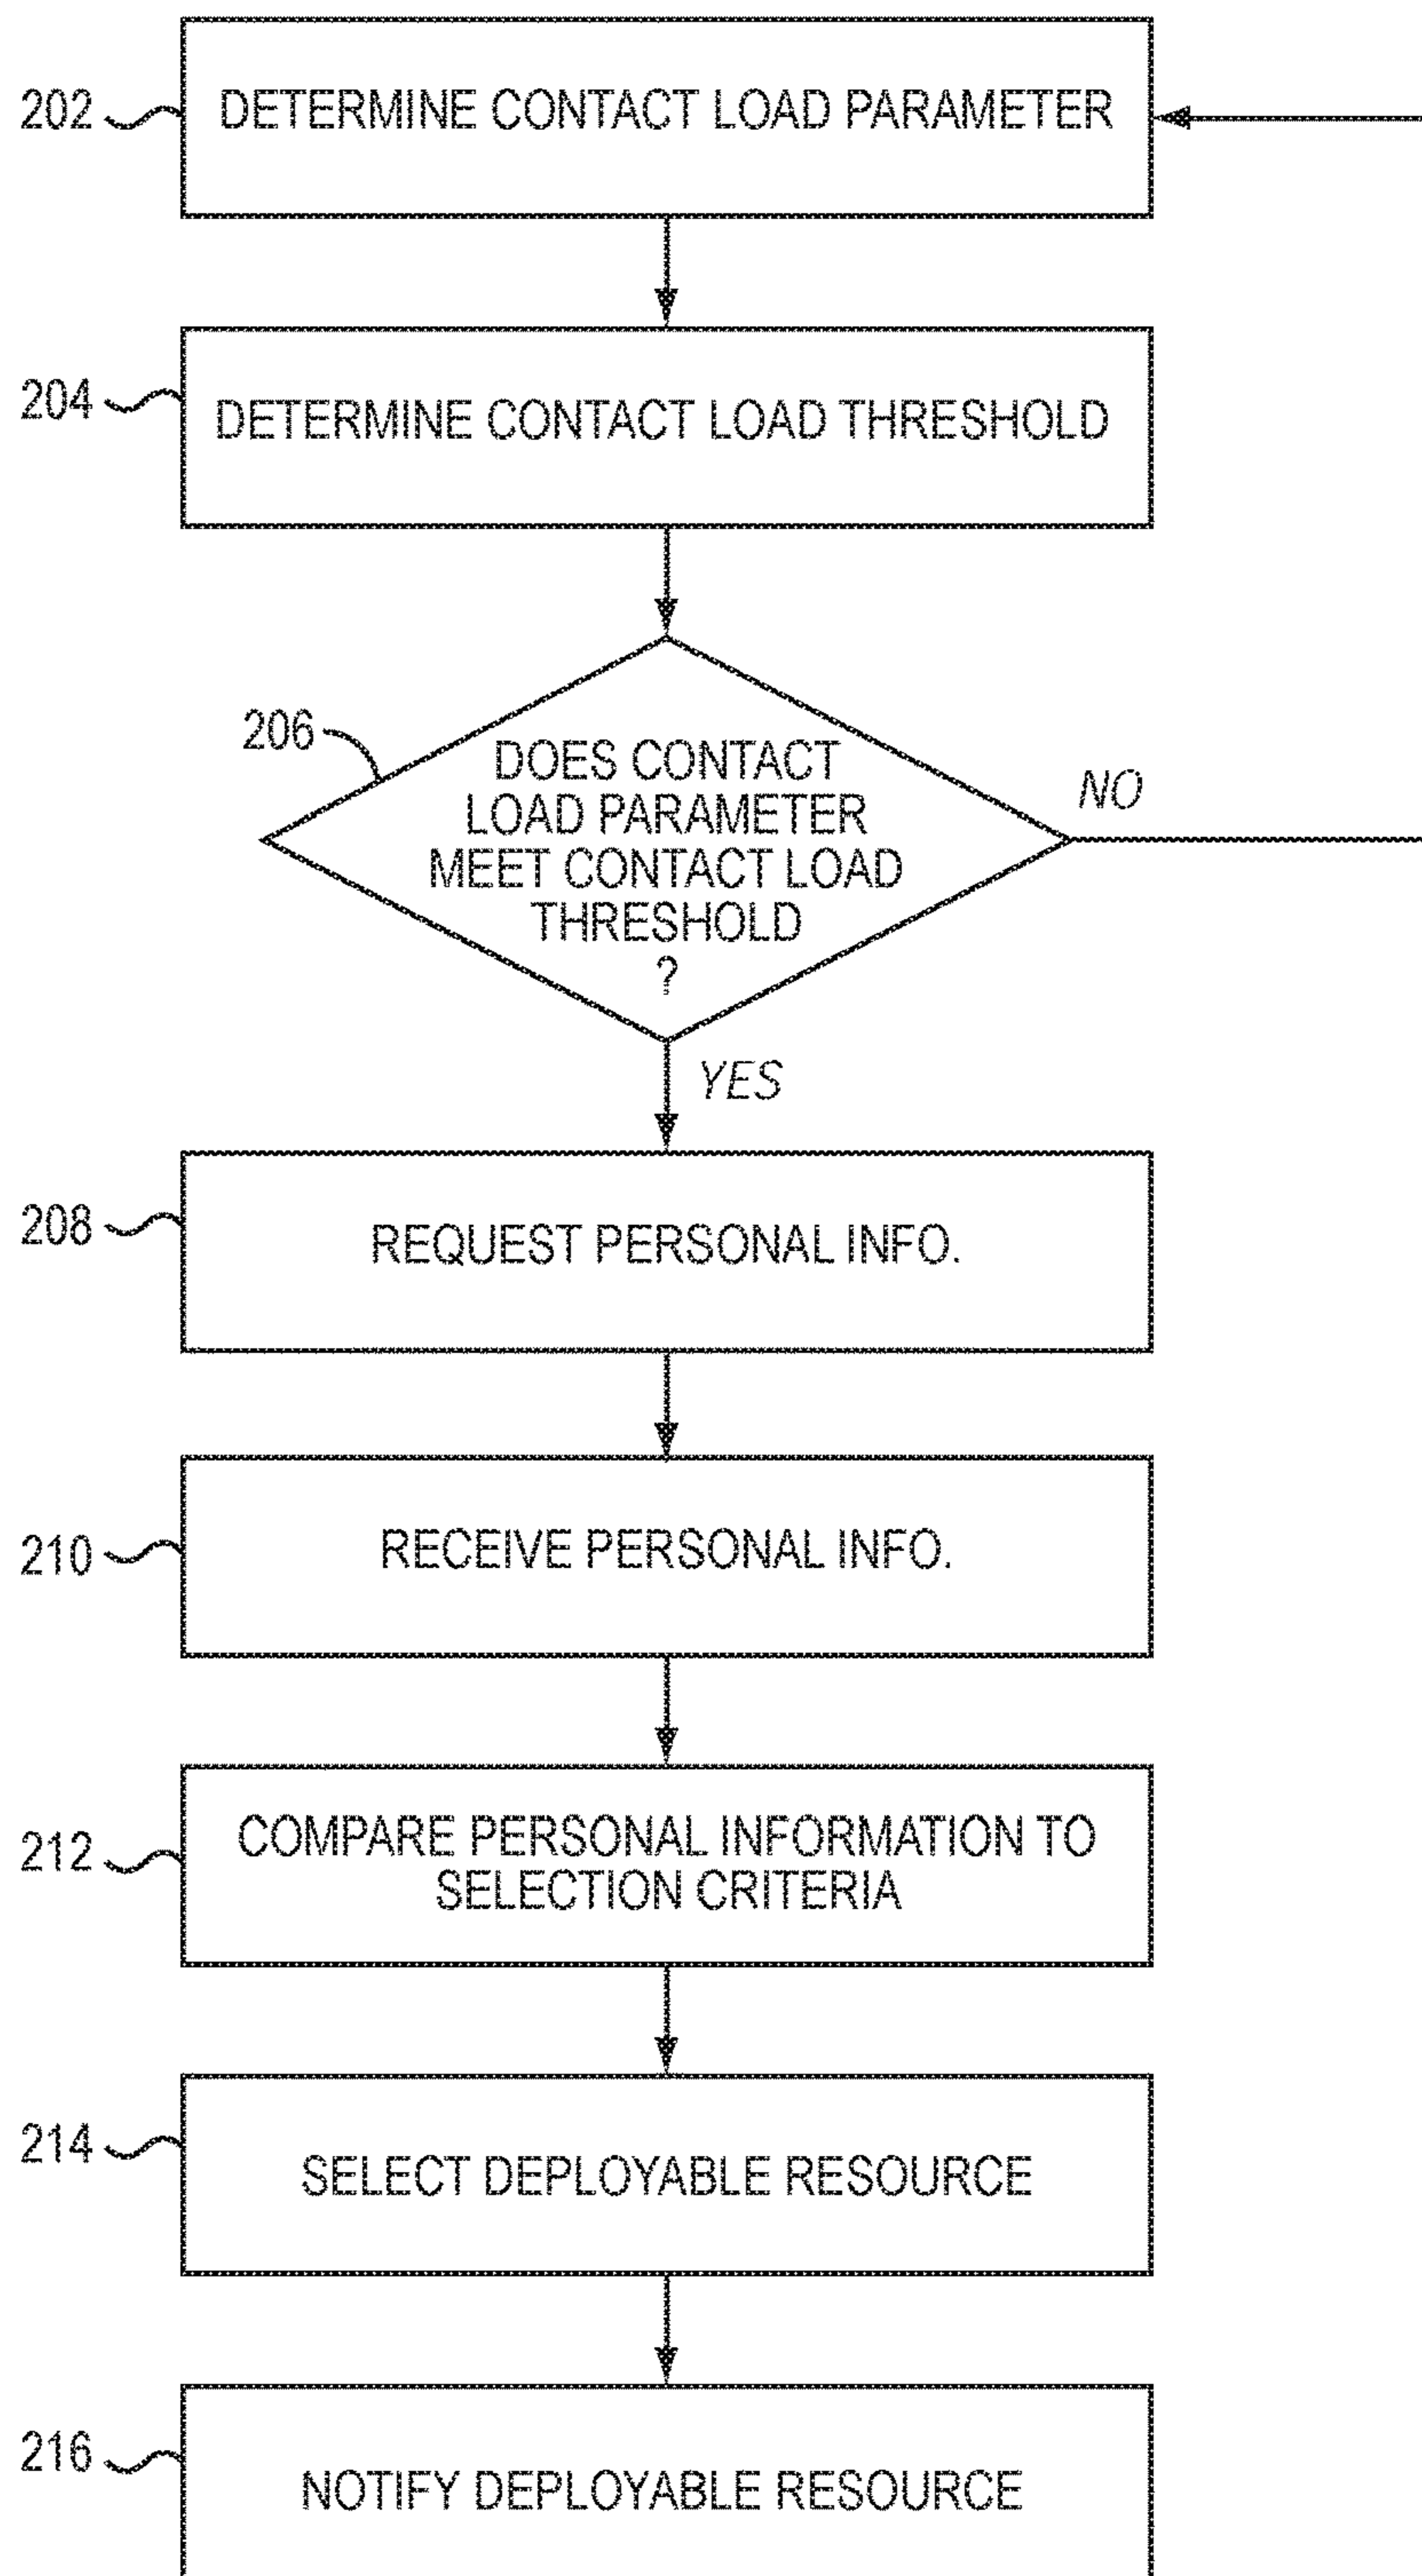 202
DETERMINE CONTACT LOAD PARAMETER
204
DETERMINE CONTACT LOAD THRESHOLD
206
DOES CONTACT
LOAD PARAMETER
MEET CONTACT LOAD
THRESHOLD
?
NO
YES
208
REQUEST PERSONAL INFO.
210
RECEIVE PERSONAL INFO.
212
COMPARE PERSONAL INFORMATION TO
SELECTION CRITERIA
214
SELECT DEPLOYABLE RESOURCE
216
NOTIFY DEPLOYABLE RESOURCE